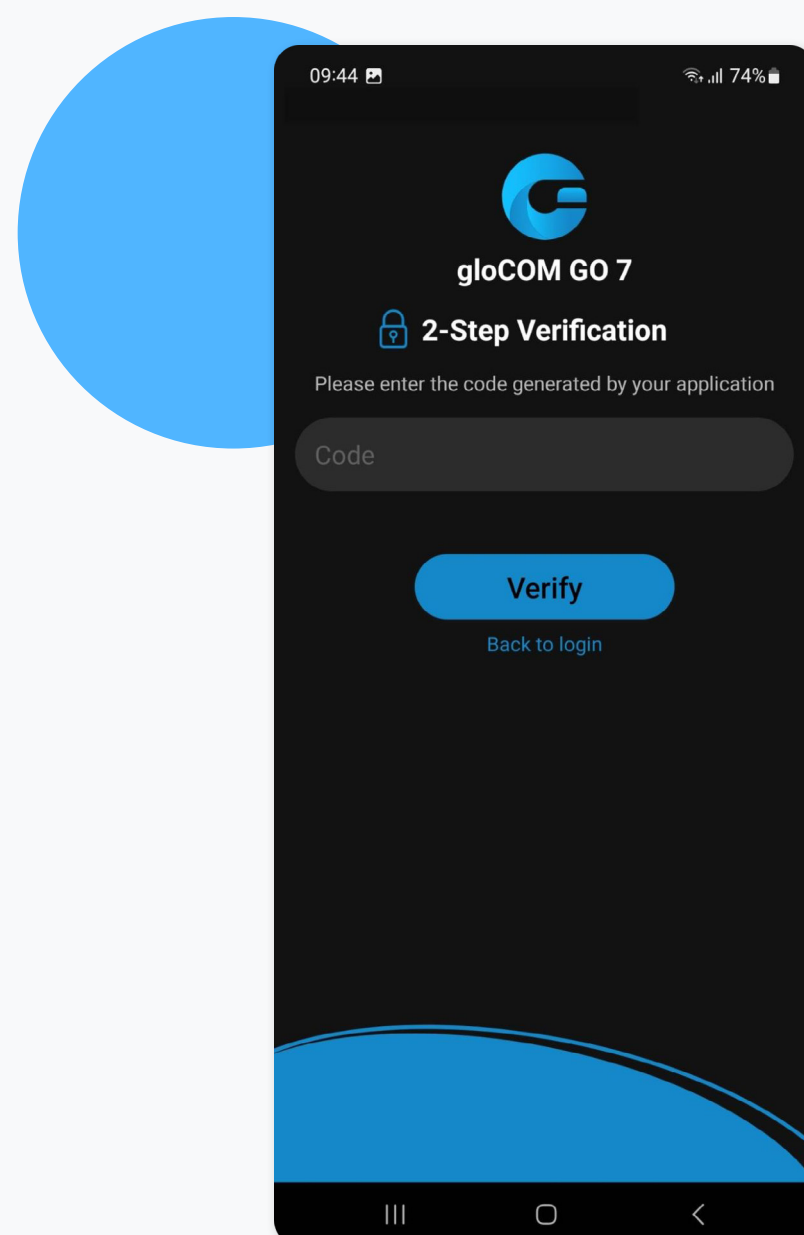 09:44 74%
gloCOM GO 7
2-Step Verification
Please enter the code generated by your application
Code
Verify
Back to login